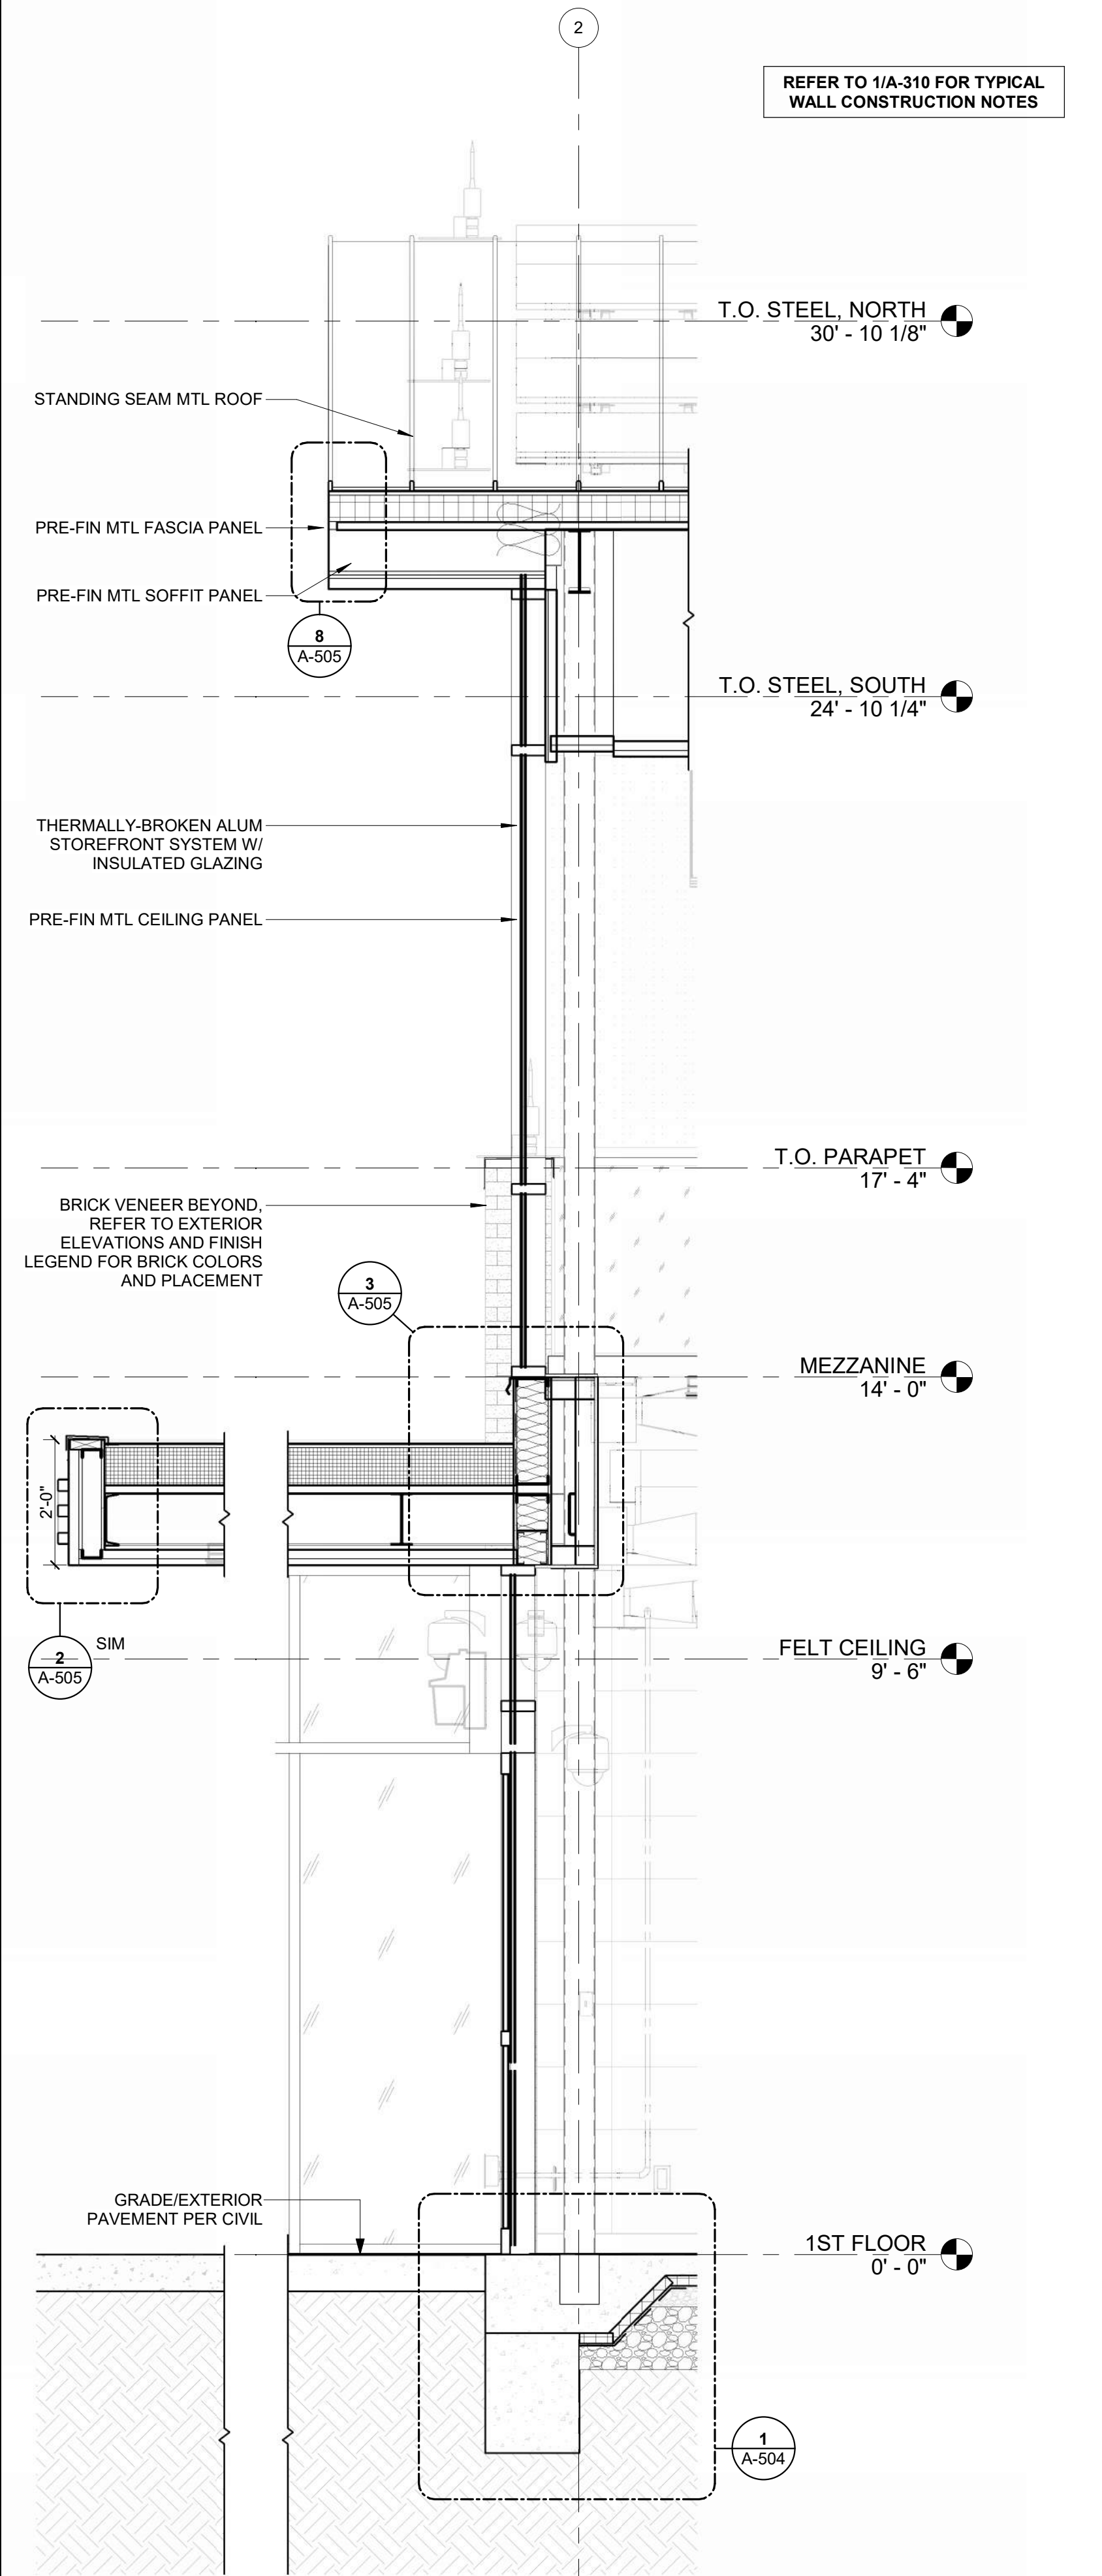 2
REFER TO 1/A-310 FOR TYPICAL
WALL CONSTRUCTION NOTES
T.O. STEEL, NORTH
30' - 10 1/8"
STANDING SEAM MTL ROOF
PRE-FIN MTL FASCIA PANEL
PRE-FIN MTL SOFFIT PANEL
8
A-505
T.O. STEEL, SOUTH
24' - 10 1/4"
THERMALLY-BROKEN ALUM
STOREFRONT SYSTEM W/
INSULATED GLAZING
PRE-FIN MTL CEILING PANEL
T.O. PARAPET
17' - 4"
BRICK VENEER BEYOND,
REFER TO EXTERIOR
ELEVATIONS AND FINISH
LEGEND FOR BRICK COLORS
AND PLACEMENT
3
A-505
MEZZANINE
14' - 0"
2'-0"
2
A-505
SIM
FELT CEILING
9' - 6"
GRADE/EXTERIOR
PAVEMENT PER CIVIL
1ST FLOOR
0' - 0"
1
A-504